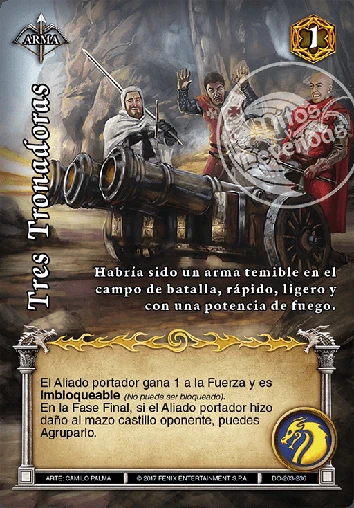 ARMA
1
Mitos y Leyendas
Tres Tronadoras
Habría sido un arma temible en el
campo de batalla, rápido, ligero y
con una potencia de fuego.
El Aliado portador gana 1 a la Fuerza y es
Imbloqueable (No puede ser bloqueado).
En la Fase Final, si el Aliado portador hizo
daño al mazo castillo oponente, puedes
Agruparlo.
ARTE: CAMILO PALMA
© 2017 FENIX ENTERTAINMENT S.P.A.